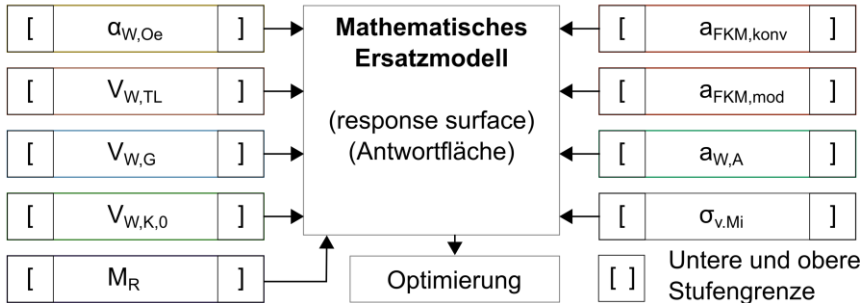 [ α_W,Oe ]
[ V_W,TL ]
[ V_W,G ]
[ V_W,K,0 ]
[ M_R ]
Mathematisches
Ersatzmodell
(response surface)
(Antwortfläche)
Optimierung
[ a_FKM,konv ]
[ a_FKM,mod ]
[ a_W,A ]
[ σ_v.Mi ]
[ ] Untere und obere
Stufengrenze